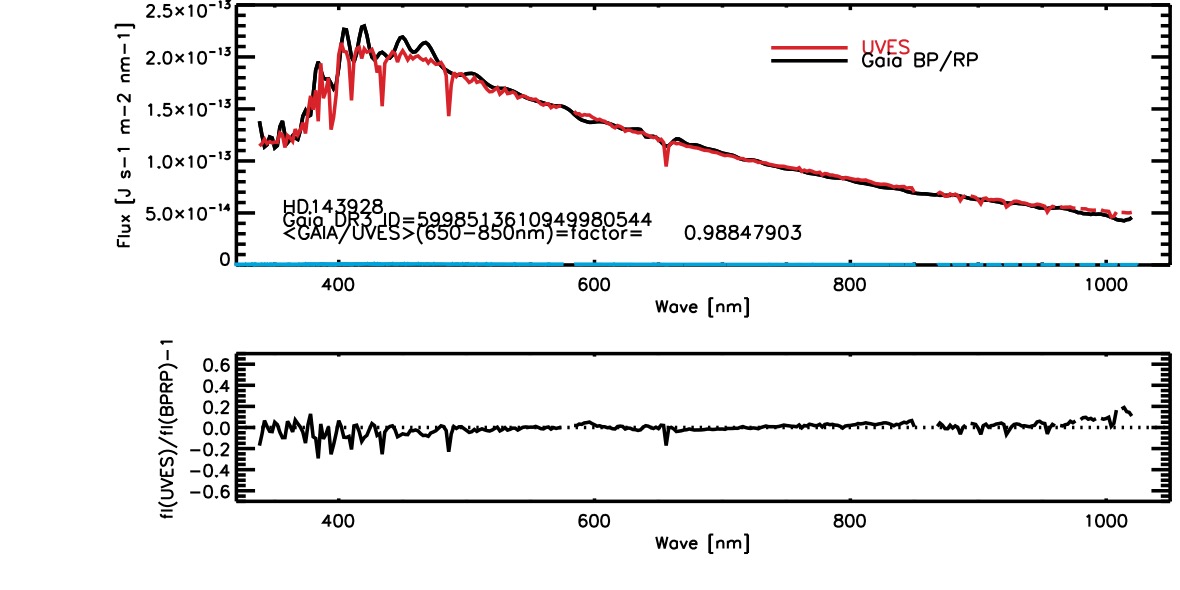 2.5×10−13
2.0×10−13
1.5×10−13
1.0×10−13
5.0×10−14
0
Flux [J s−1 m−2 nm−1]
UVES
Gaia BP/RP
HD143928
Gaia DR3 ID=5998513610949980544
<GAIA/UVES>(650−850nm)=factor= 0.98847903
400 600 800 1000
Wave [nm]
0.6
0.4
0.2
0.0
−0.2
−0.4
−0.6
fl(UVES)/fl(BPRP)−1
400 600 800 1000
Wave [nm]